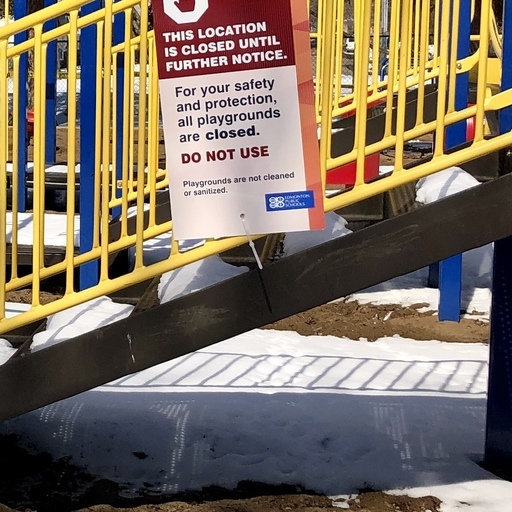 THIS LOCATION
IS CLOSED UNTIL
FURTHER NOTICE.
For your safety
and protection,
all playgrounds
are closed.
DO NOT USE
Playgrounds are not cleaned
or sanitized.
EDMONTON
PUBLIC
SCHOOLS